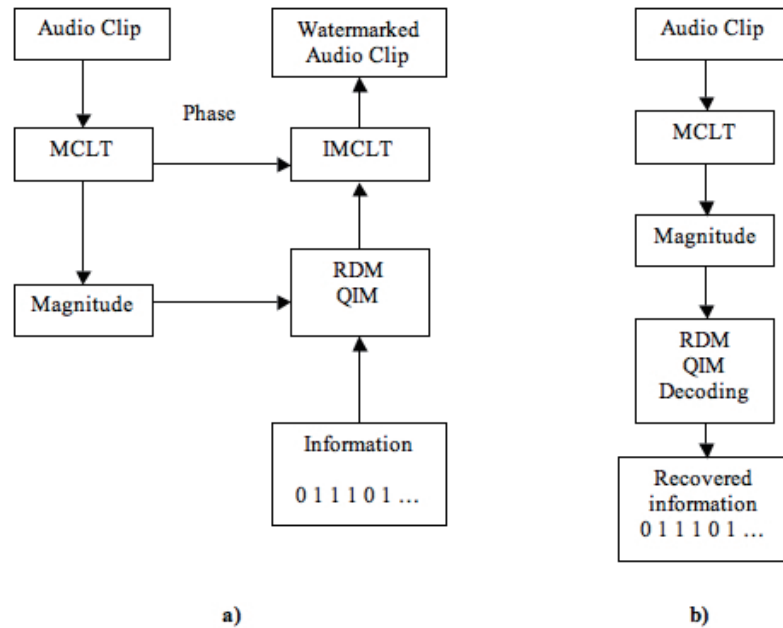 Audio Clip
Watermarked
Audio Clip
Phase
MCLT
IMCLT
Magnitude
RDM
QIM
Information
0 1 1 1 0 1 ...
a)
Audio Clip
MCLT
Magnitude
RDM
QIM
Decoding
Recovered
information
0 1 1 1 0 1 ...
b)